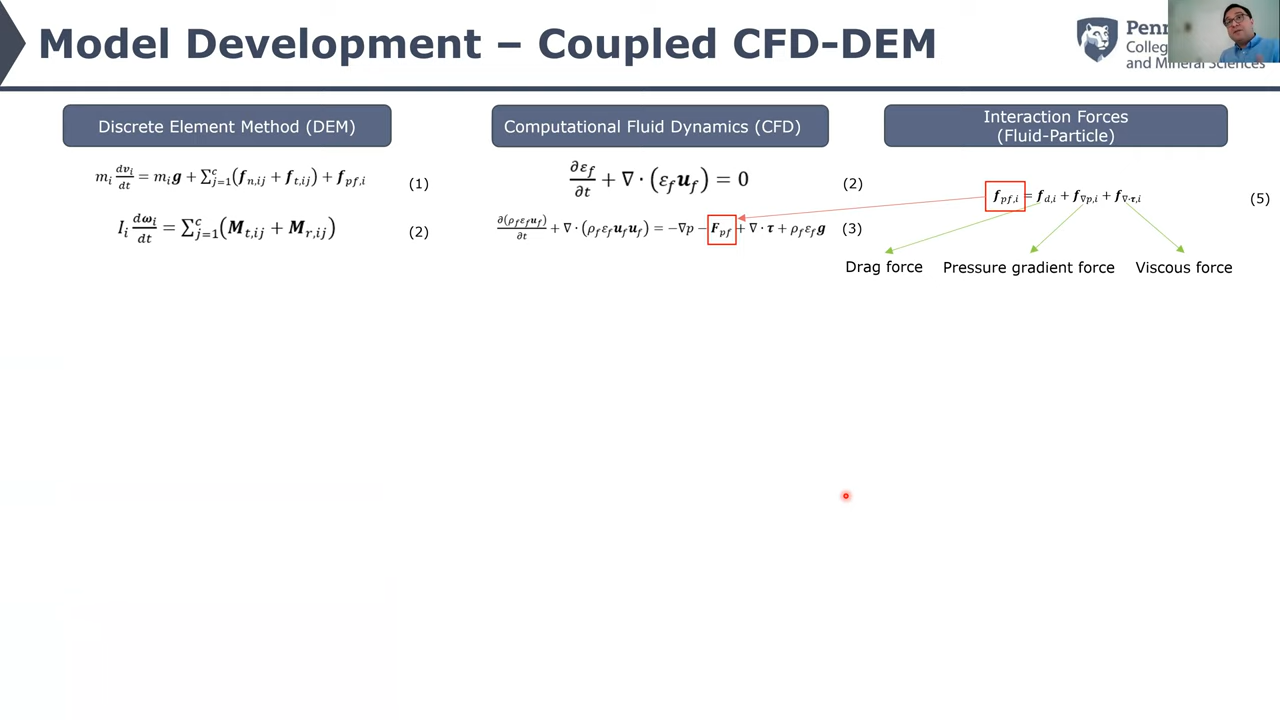 Model Development – Coupled CFD-DEM
College
and Mineral Sciences
Discrete Element Method (DEM)
Computational Fluid Dynamics (CFD)
Interaction Forces
(Fluid-Particle)
m_i dv_i/dt = m_i g + ∑_{j=1}^{c}(f_{n,ij} + f_{t,ij}) + f_{pf,i} (1)
I_i dω_i/dt = ∑_{j=1}^{c}(M_{t,ij} + M_{r,ij}) (2)
∂ε_f/∂t + ∇ · (ε_f u_f) = 0 (2)
∂(ρ_f ε_f u_f)/∂t + ∇ · (ρ_f ε_f u_f u_f) = −∇p − F_{pf} + ∇ · τ + ρ_f ε_f g (3)
f_{pf,i} = f_{d,i} + f_{∇p,i} + f_{∇·τ,i} (5)
Drag force
Pressure gradient force
Viscous force